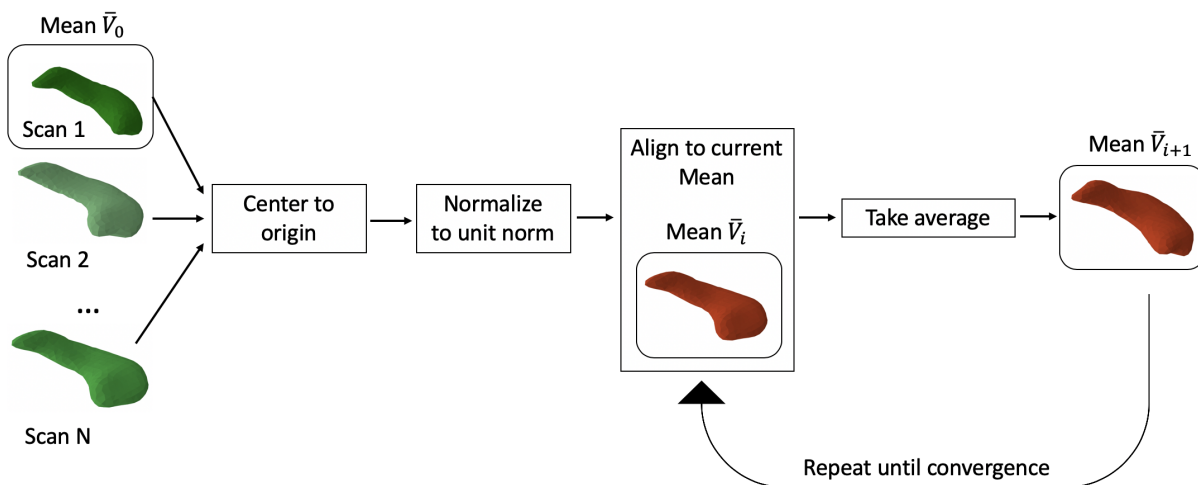 Mean V̄₀
Scan 1
Scan 2
...
Scan N
Center to
origin
Normalize
to unit norm
Align to current
Mean
Mean V̄ᵢ
Take average
Mean V̄ᵢ₊₁
Repeat until convergence